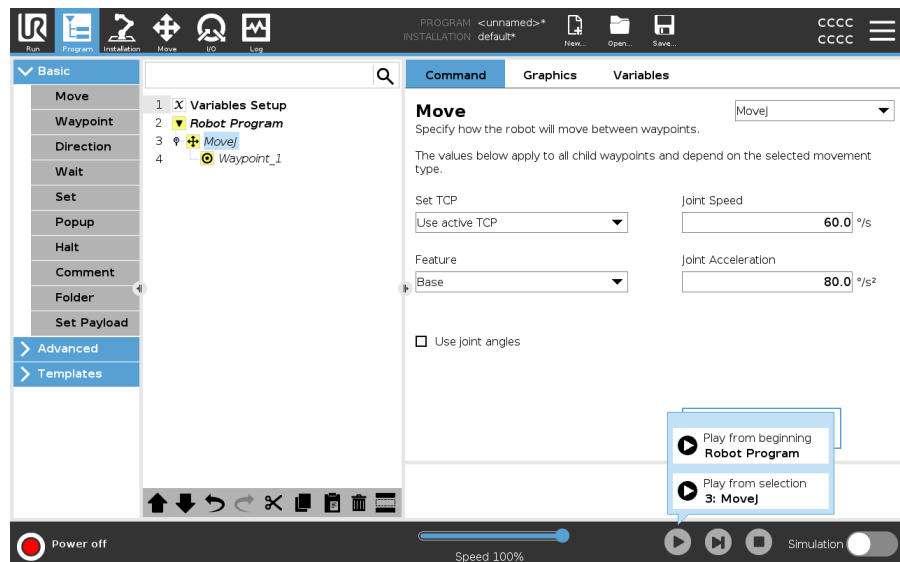 PROGRAM <unnamed>*
INSTALLATION default*
CCCC
CCCC
UR
Run
Program
Installation
Move
I/O
Log
New...
Open...
Save...
Basic
Move
Waypoint
Direction
Wait
Set
Popup
Halt
Comment
Folder
Set Payload
Advanced
Templates
1 X Variables Setup
2 Robot Program
3 MoveJ
4 Waypoint_1
Command Graphics Variables
Move
MoveJ
Specify how the robot will move between waypoints.
The values below apply to all child waypoints and depend on the selected movement
type.
Set TCP
Use active TCP
Joint Speed
60.0 °/s
Feature
Base
Joint Acceleration
80.0 °/s²
Use joint angles
Play from beginning
Robot Program
Play from selection
3: MoveJ
Power off
Speed 100%
Simulation